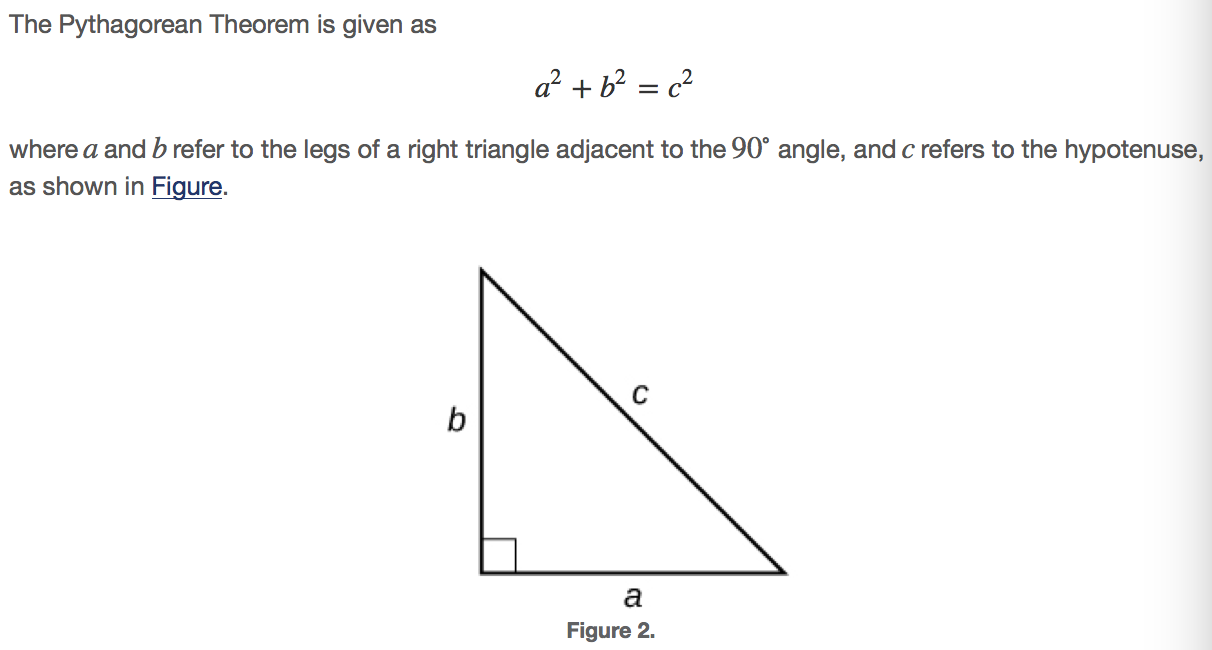 The Pythagorean Theorem is given as
a² + b² = c²
where a and b refer to the legs of a right triangle adjacent to the 90° angle, and c refers to the hypotenuse,
as shown in Figure.
c
b
a
Figure 2.